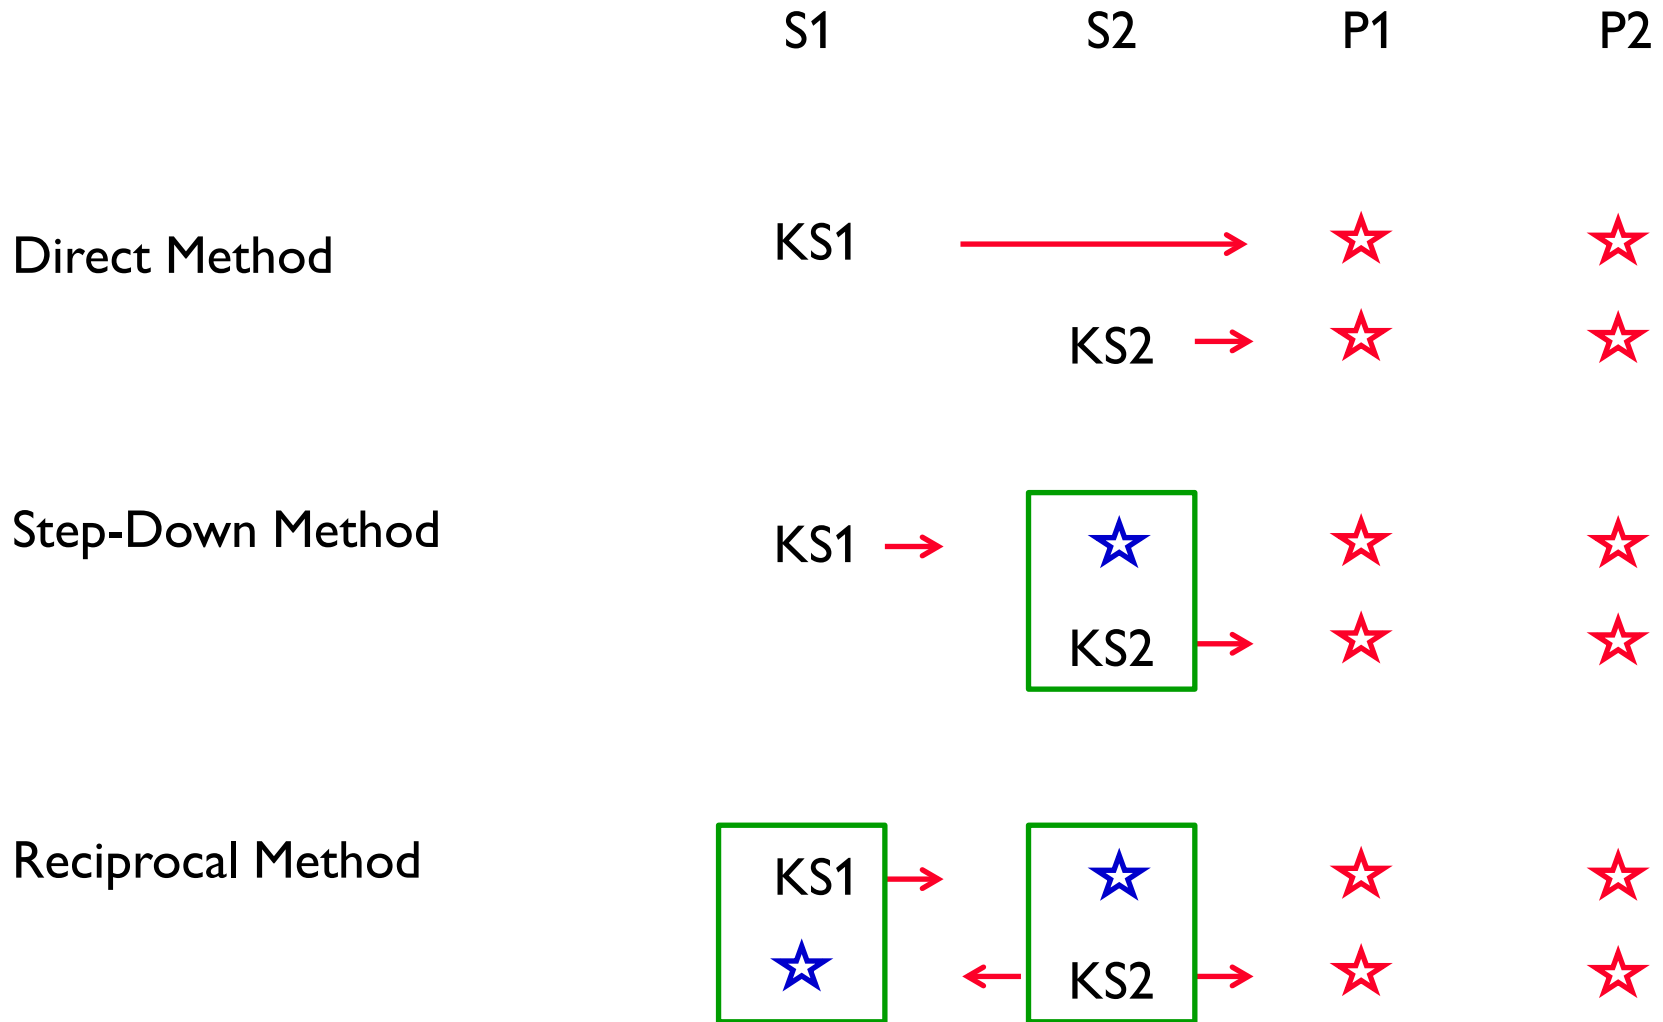 S1 S2 P1 P2
Direct Method KS1
KS2
Step-Down Method KS1
KS2
Reciprocal Method KS1
KS2